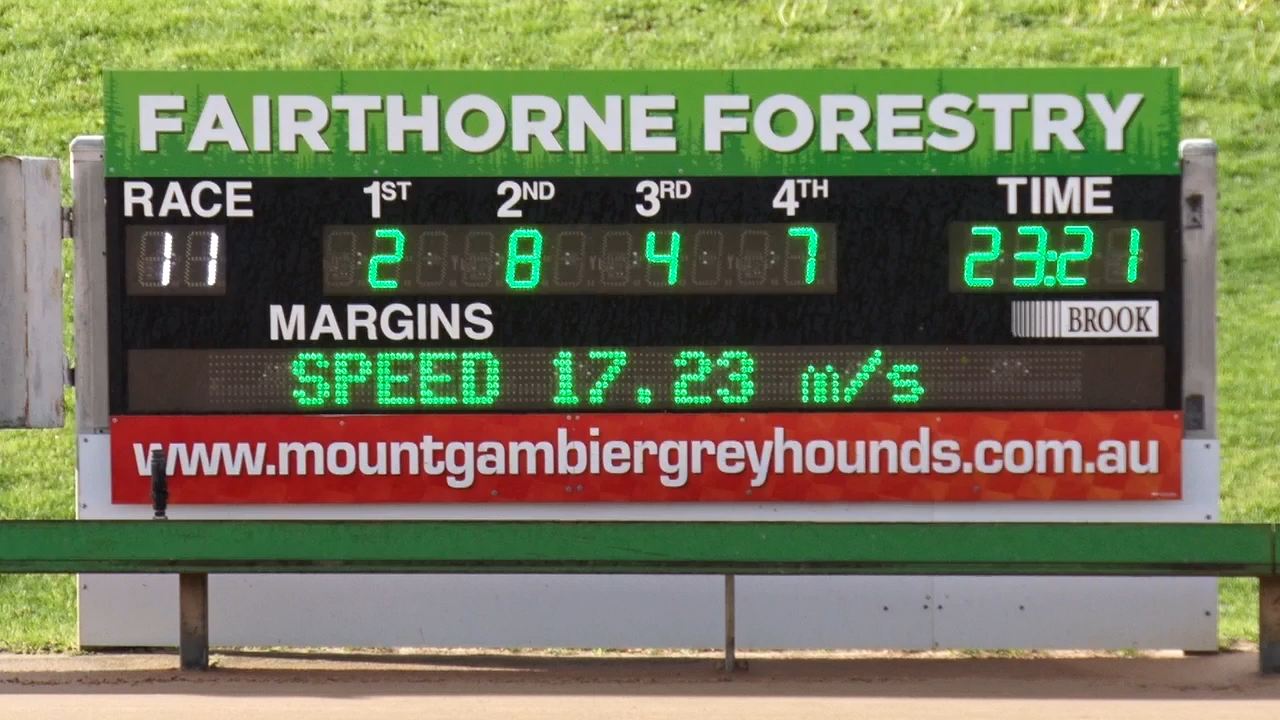 FAIRTHORNE FORESTRY
RACE 1ST 2ND 3RD 4TH TIME
11 2 8 4 7 23:21
MARGINS BROOK
SPEED 17.23 m/s
www.mountgambiergreyhounds.com.au